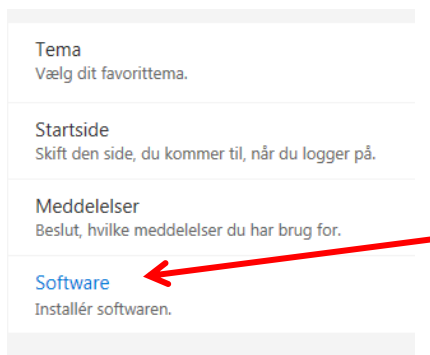 Tema
Vælg dit favorittema.
Startside
Skift den side, du kommer til, når du logger på.
Meddelelser
Beslut, hvilke meddelelser du har brug for.
Software
Installér softwaren.